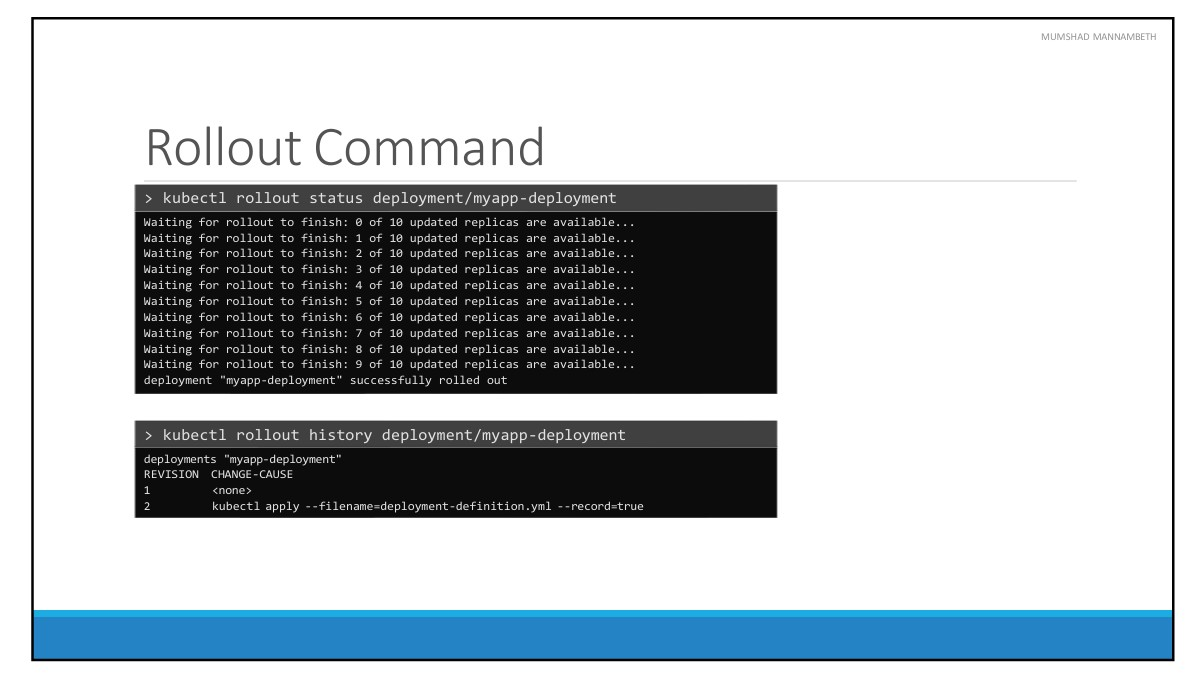 MUMSHAD MANNAMBETH
Rollout Command
> kubectl rollout status deployment/myapp-deployment
Waiting for rollout to finish: 0 of 10 updated replicas are available...
Waiting for rollout to finish: 1 of 10 updated replicas are available...
Waiting for rollout to finish: 2 of 10 updated replicas are available...
Waiting for rollout to finish: 3 of 10 updated replicas are available...
Waiting for rollout to finish: 4 of 10 updated replicas are available...
Waiting for rollout to finish: 5 of 10 updated replicas are available...
Waiting for rollout to finish: 6 of 10 updated replicas are available...
Waiting for rollout to finish: 7 of 10 updated replicas are available...
Waiting for rollout to finish: 8 of 10 updated replicas are available...
Waiting for rollout to finish: 9 of 10 updated replicas are available...
deployment "myapp-deployment" successfully rolled out
> kubectl rollout history deployment/myapp-deployment
deployments "myapp-deployment"
REVISION CHANGE-CAUSE
1 <none>
2 kubectl apply --filename=deployment-definition.yml --record=true